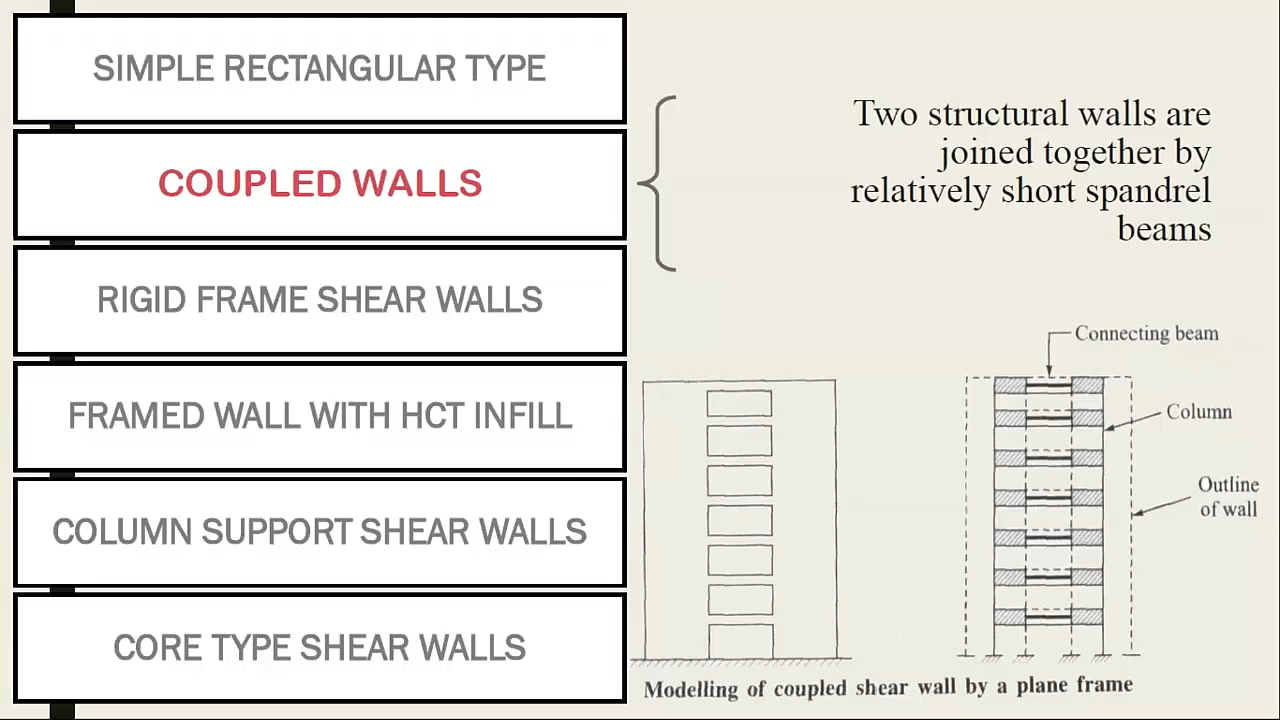 SIMPLE RECTANGULAR TYPE
COUPLED WALLS
RIGID FRAME SHEAR WALLS
FRAMED WALL WITH HCT INFILL
COLUMN SUPPORT SHEAR WALLS
CORE TYPE SHEAR WALLS
Two structural walls are
joined together by
relatively short spandrel
beams
Connecting beam
Column
Outline
of wall
Modelling of coupled shear wall by a plane frame